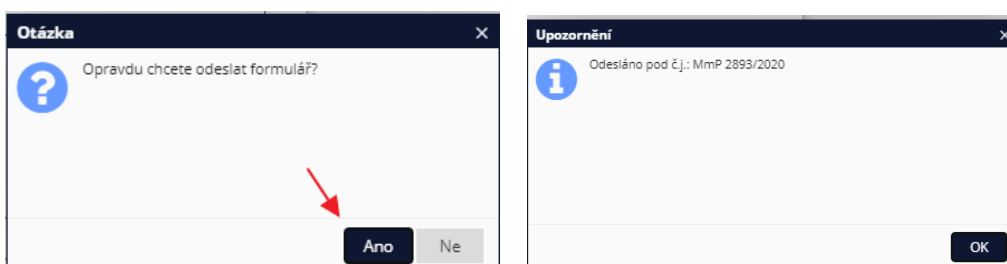 Otázka
Opravdu chcete odeslat formulář?
Ano
Ne
Upozornění
Odesláno pod č.j.: MmP 2893/2020
OK